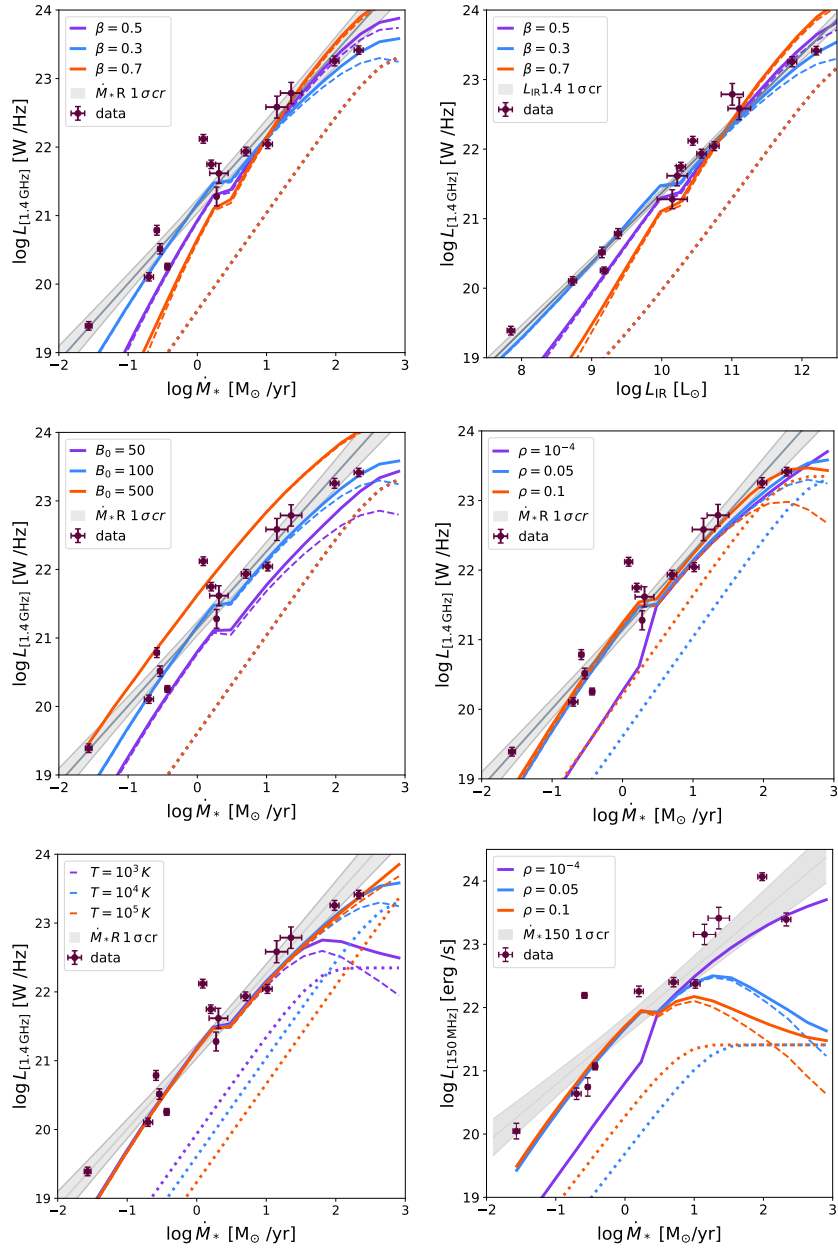 24
23
22
21
20
19
−2 −1 0 1 2 3
log L[1.4 GHz] [W /Hz]
log Ṁ* [M⊙ /yr]
β = 0.5
β = 0.3
β = 0.7
Ṁ*R 1 σ cr
data
24
23
22
21
20
19
8 9 10 11 12
log L[1.4 GHz] [W /Hz]
log LIR [L⊙]
β = 0.5
β = 0.3
β = 0.7
LIR1.4 1 σ cr
data
24
23
22
21
20
19
−2 −1 0 1 2 3
log L[1.4 GHz] [W /Hz]
log Ṁ* [M⊙ /yr]
B0 = 50
B0 = 100
B0 = 500
Ṁ*R 1 σ cr
data
24
23
22
21
20
19
−2 −1 0 1 2 3
log L[1.4 GHz] [W /Hz]
log Ṁ* [M⊙ /yr]
ρ = 10⁻⁴
ρ = 0.05
ρ = 0.1
Ṁ*R 1 σ cr
data
24
23
22
21
20
19
−2 −1 0 1 2 3
log L[1.4 GHz] [W /Hz]
log Ṁ* [M⊙ /yr]
T = 10³ K
T = 10⁴ K
T = 10⁵ K
Ṁ*R 1 σ cr
data
24
23
22
21
20
19
−2 −1 0 1 2 3
log L[150 MHz] [erg /s]
log Ṁ* [M⊙/yr]
ρ = 10⁻⁴
ρ = 0.05
ρ = 0.1
Ṁ*150 1 σ cr
data